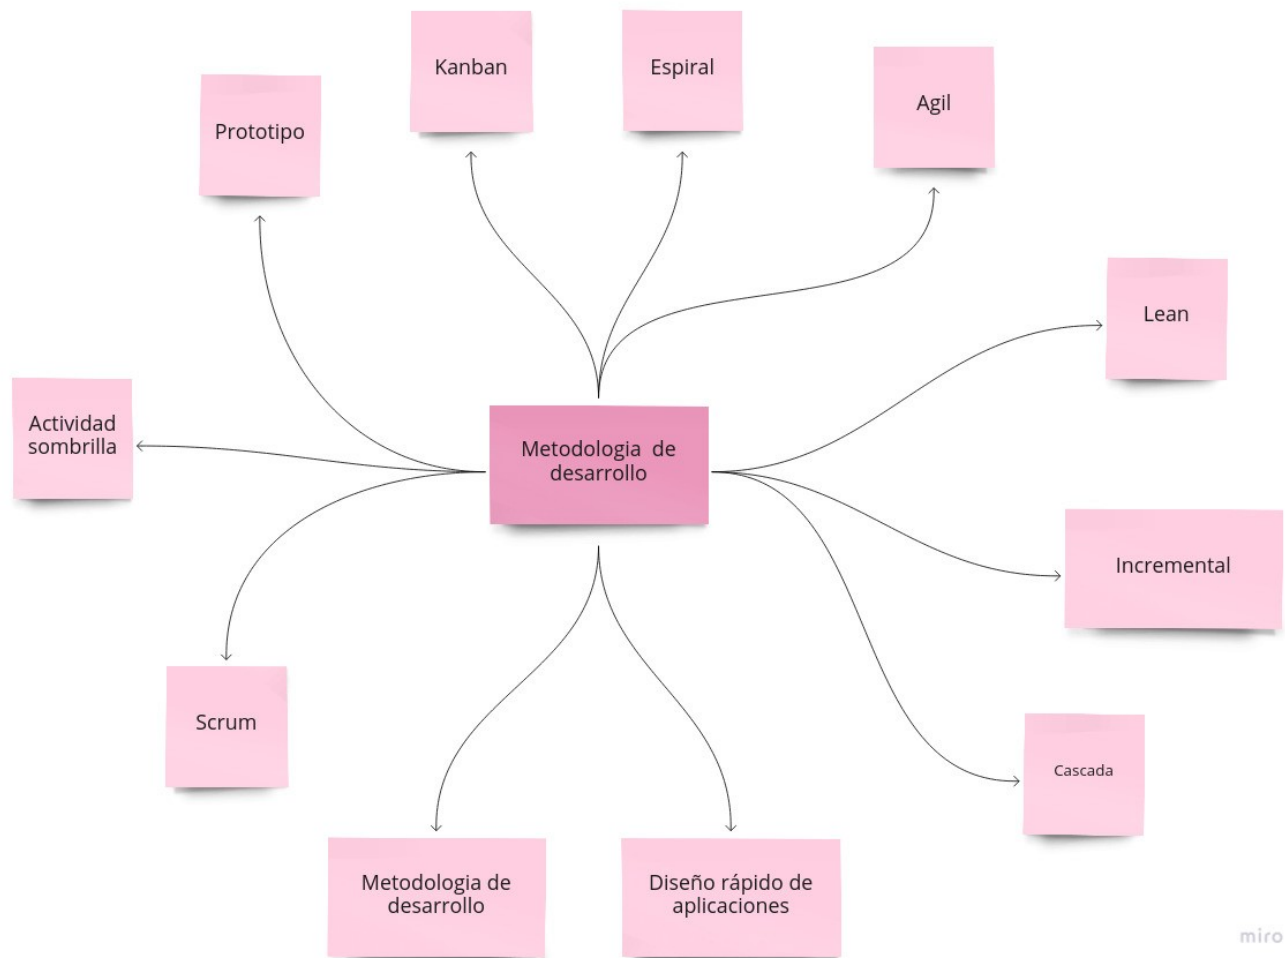 Kanban
Espiral
Agil
Prototipo
Lean
Actividad
sombrilla
Metodologia de
desarrollo
Incremental
Scrum
Cascada
Metodologia de
desarrollo
Diseño rápido de
aplicaciones
miro